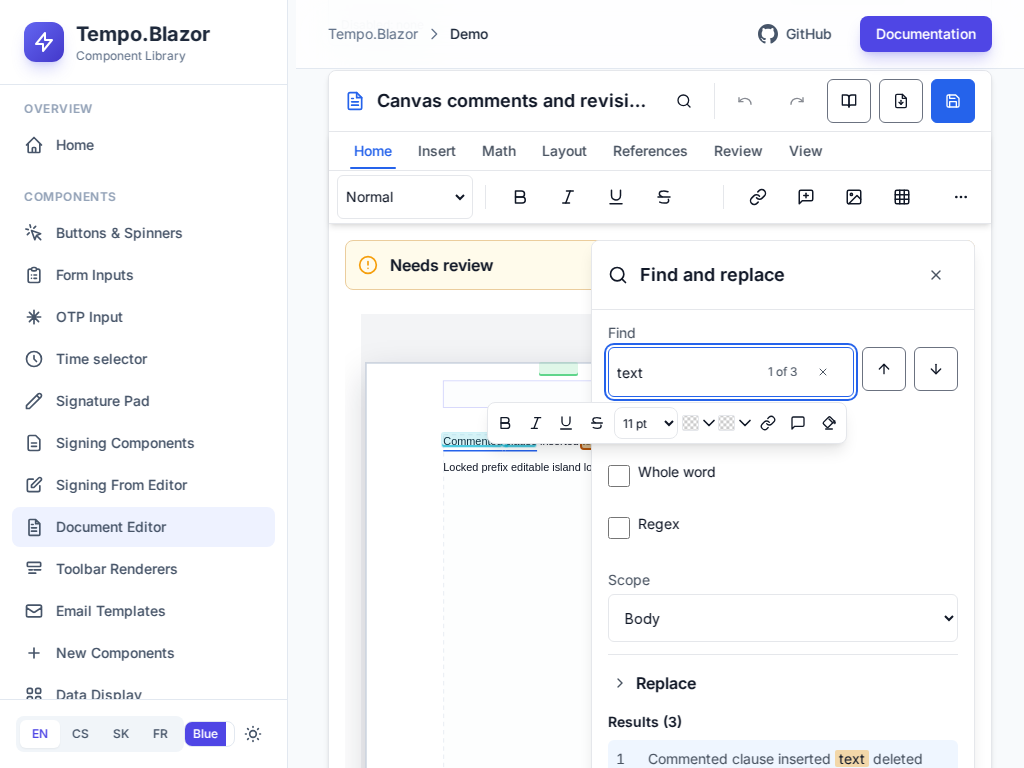 Tempo.Blazor
Component Library
OVERVIEW
Home
COMPONENTS
Buttons & Spinners
Form Inputs
OTP Input
Time selector
Signature Pad
Signing Components
Signing From Editor
Document Editor
Toolbar Renderers
Email Templates
New Components
Data Display
EN CS SK FR Blue
Tempo.Blazor Demo
GitHub
Documentation
Canvas comments and revisi...
Home Insert Math Layout References Review View
Normal
Needs review
Find and replace
Find
text 1 of 3
11 pt
Commented clause inserted
Locked prefix editable island lo
Whole word
Regex
Scope
Body
Replace
Results (3)
1 Commented clause inserted text deleted